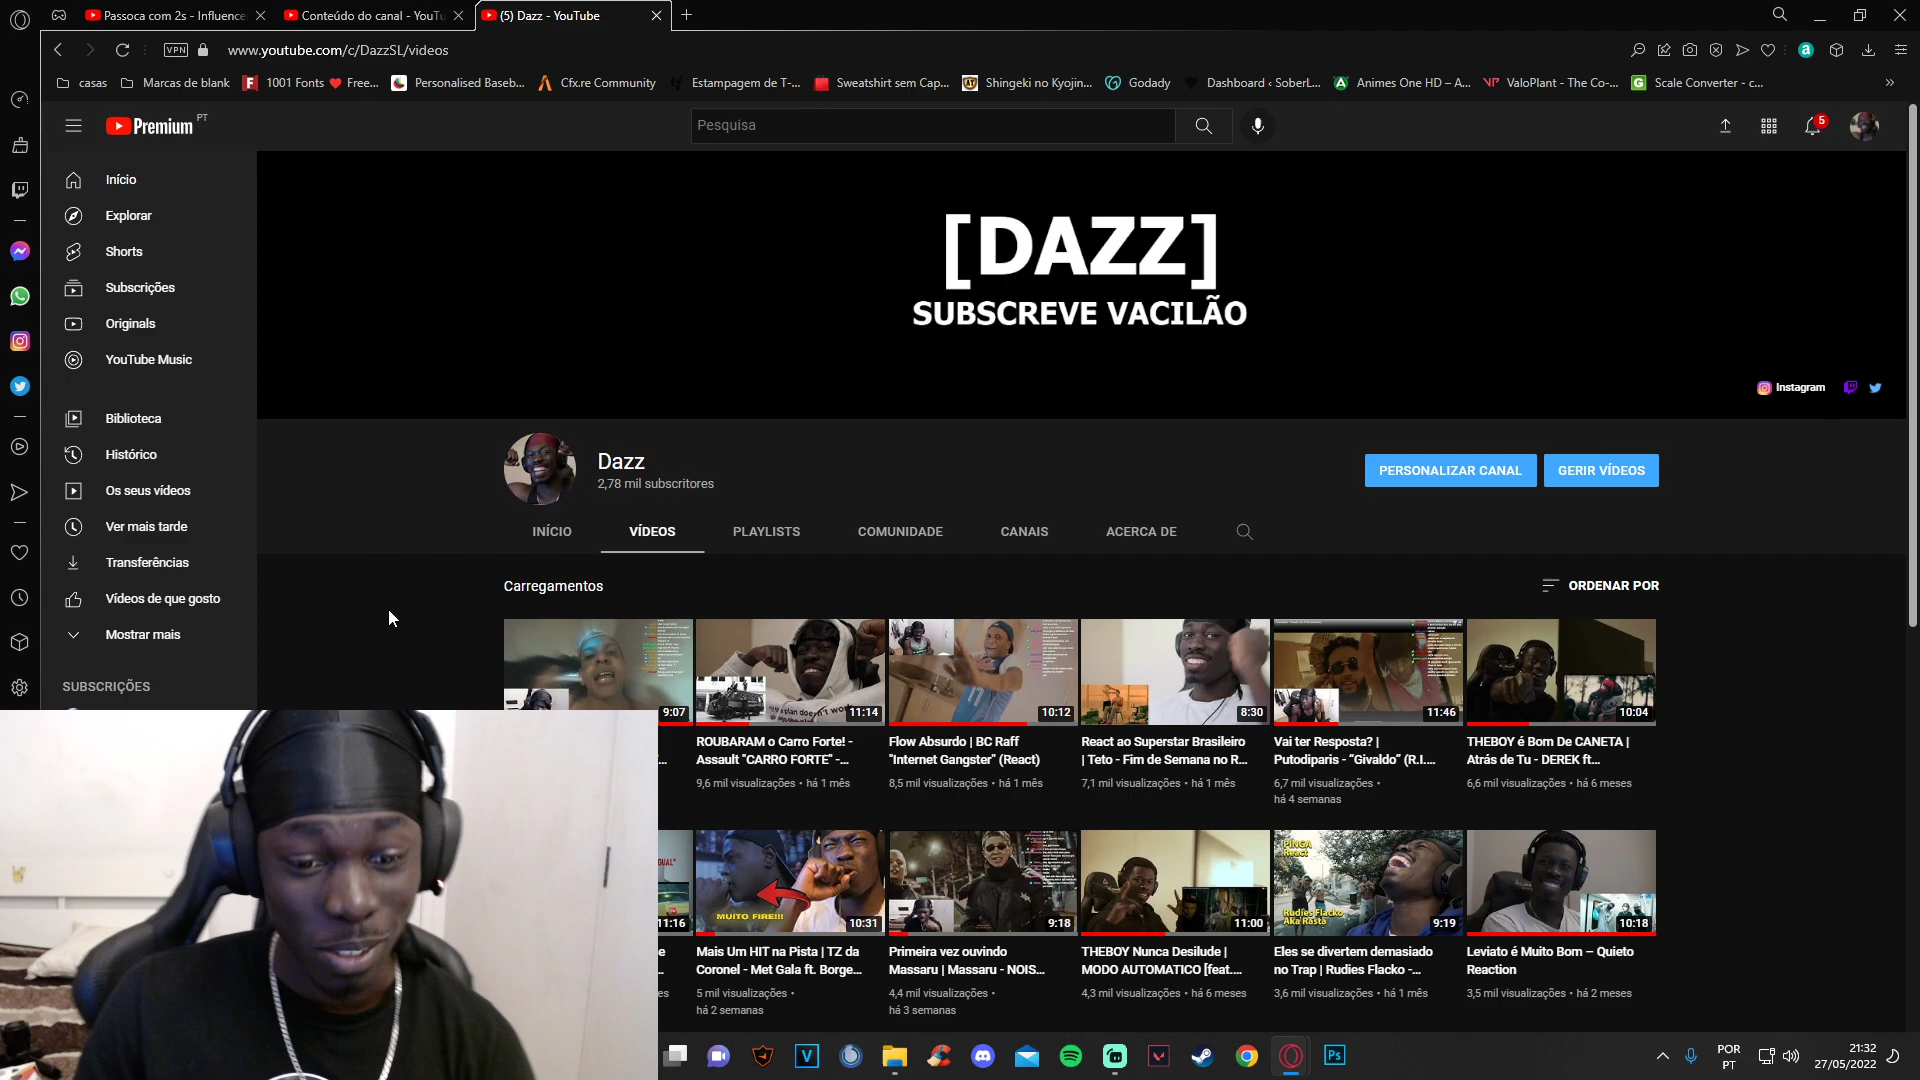 Passoca com 2s - Influence
Conteúdo do canal - YouTu
(5) Dazz - YouTube
VPN
www.youtube.com/c/DazzSL/videos
casas
Marcas de blank
1001 Fonts ❤ Free...
Personalised Baseb...
Cfx.re Community
Estampagem de T-...
Sweatshirt sem Cap...
Shingeki no Kyojin...
Godady
Dashboard ‹ SoberL...
Animes One HD – A...
ValoPlant - The Co-...
Scale Converter - c...
Premium PT
Pesquisa
5
Início
Explorar
Shorts
Subscrições
Originals
YouTube Music
Biblioteca
Histórico
Os seus vídeos
Ver mais tarde
Transferências
Vídeos de que gosto
Mostrar mais
SUBSCRIÇÕES
[DAZZ]
SUBSCREVE VACILÃO
Instagram
Dazz
2,78 mil subscritores
PERSONALIZAR CANAL
GERIR VÍDEOS
INÍCIO
VÍDEOS
PLAYLISTS
COMUNIDADE
CANAIS
ACERCA DE
Carregamentos
ORDENAR POR
9:07
11:14
10:12
8:30
11:46
10:04
...
ROUBARAM o Carro Forte! -
Assault "CARRO FORTE" -...
9,6 mil visualizações • há 1 mês
Flow Absurdo | BC Raff
"Internet Gangster" (React)
8,5 mil visualizações • há 1 mês
React ao Superstar Brasileiro
| Teto - Fim de Semana no R...
7,1 mil visualizações • há 1 mês
Vai ter Resposta? |
Putodiparis - "Givaldo" (R.I....
6,7 mil visualizações •
há 4 semanas
THEBOY é Bom De CANETA |
Atrás de Tu - DEREK ft...
6,6 mil visualizações • há 6 meses
11:16
MUITO FIRE!!!
10:31
9:18
11:00
PINGA
React
Rudies Flacko
Aka Rasta
9:19
10:18
e
...
es
Mais Um HIT na Pista | TZ da
Coronel - Met Gala ft. Borge...
5 mil visualizações •
há 2 semanas
Primeira vez ouvindo
Massaru | Massaru - NOIS...
4,4 mil visualizações •
há 3 semanas
THEBOY Nunca Desilude |
MODO AUTOMATICO [feat....
4,3 mil visualizações • há 6 meses
Eles se divertem demasiado
no Trap | Rudies Flacko -...
3,6 mil visualizações • há 1 mês
Leviato é Muito Bom – Quieto
Reaction
3,5 mil visualizações • há 2 meses
V
Ps
POR
PT
21:32
27/05/2022